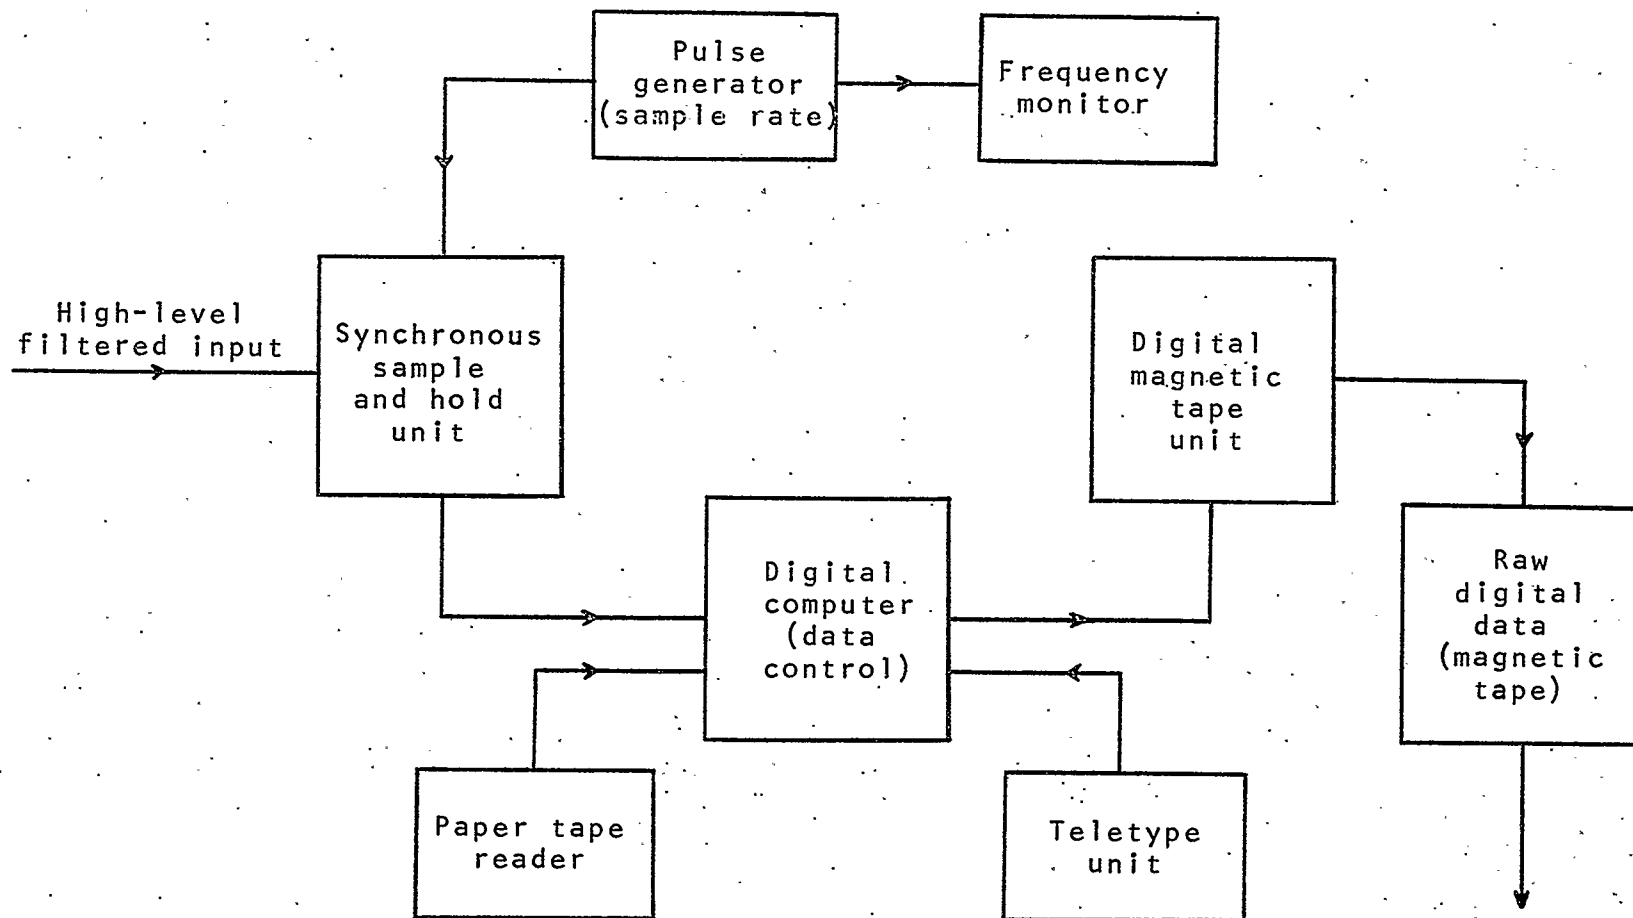 Pulse
generator
(sample rate)
Frequency
monitor
High-level
filtered input
Synchronous
sample
and hold
unit
Digital
magnetic
tape
unit
Digital
computer
(data
control)
Raw
digital
data
(magnetic
tape)
Paper tape
reader
Teletype
unit